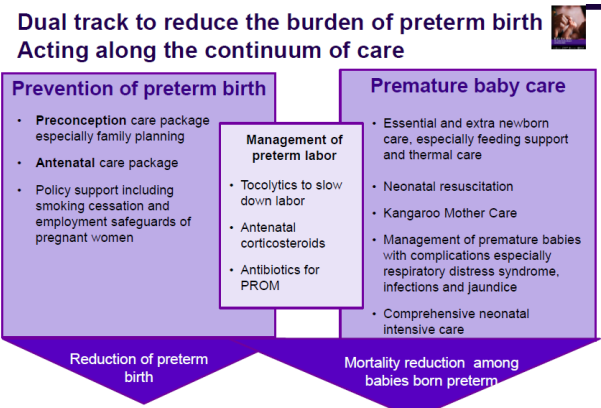 Dual track to reduce the burden of preterm birth
Acting along the continuum of care
Prevention of preterm birth
• Preconception care package
especially family planning
• Antenatal care package
• Policy support including
smoking cessation and
employment safeguards of
pregnant women
Management of
preterm labor
• Tocolytics to slow
down labor
• Antenatal
corticosteroids
• Antibiotics for
PROM
Premature baby care
• Essential and extra newborn
care, especially feeding support
and thermal care
• Neonatal resuscitation
• Kangaroo Mother Care
• Management of premature babies
with complications especially
respiratory distress syndrome,
infections and jaundice
• Comprehensive neonatal
intensive care
Reduction of preterm
birth
Mortality reduction among
babies born preterm